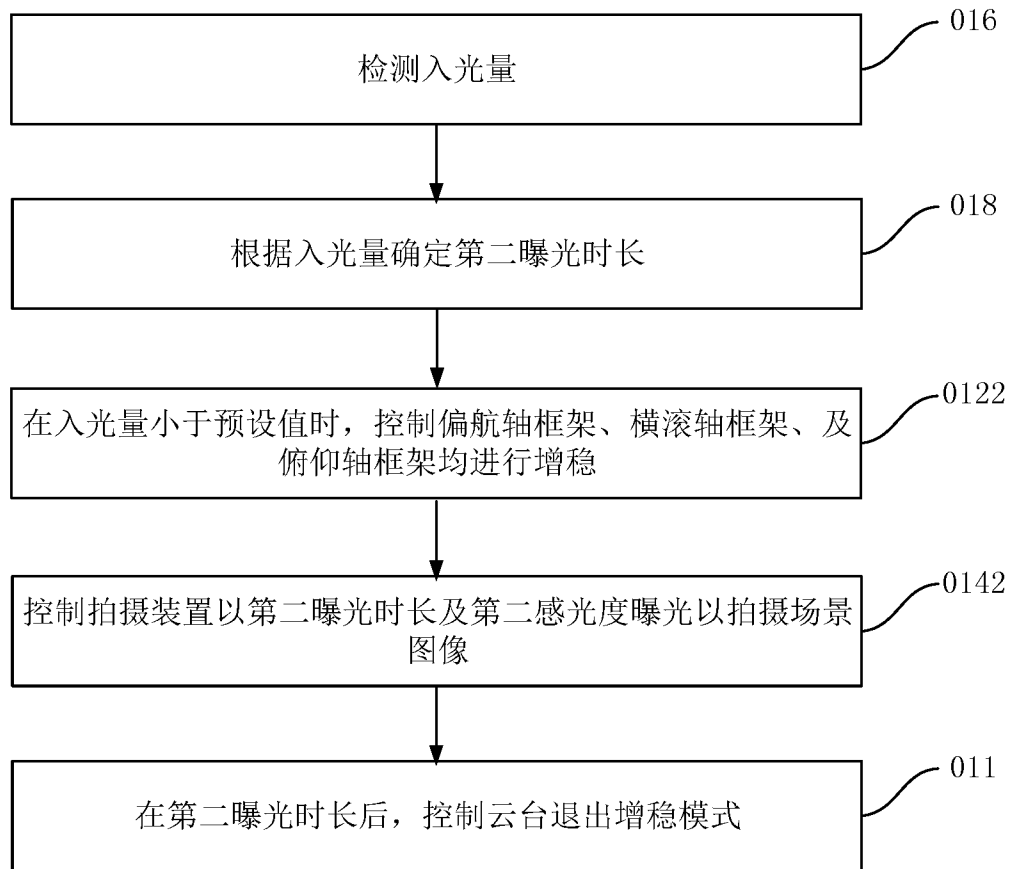 016
检测入光量
018
根据入光量确定第二曝光时长
0122
在入光量小于预设值时，控制偏航轴框架、横滚轴框架、及
俯仰轴框架均进行增稳
0142
控制拍摄装置以第二曝光时长及第二感光度曝光以拍摄场景
图像
011
在第二曝光时长后，控制云台退出增稳模式